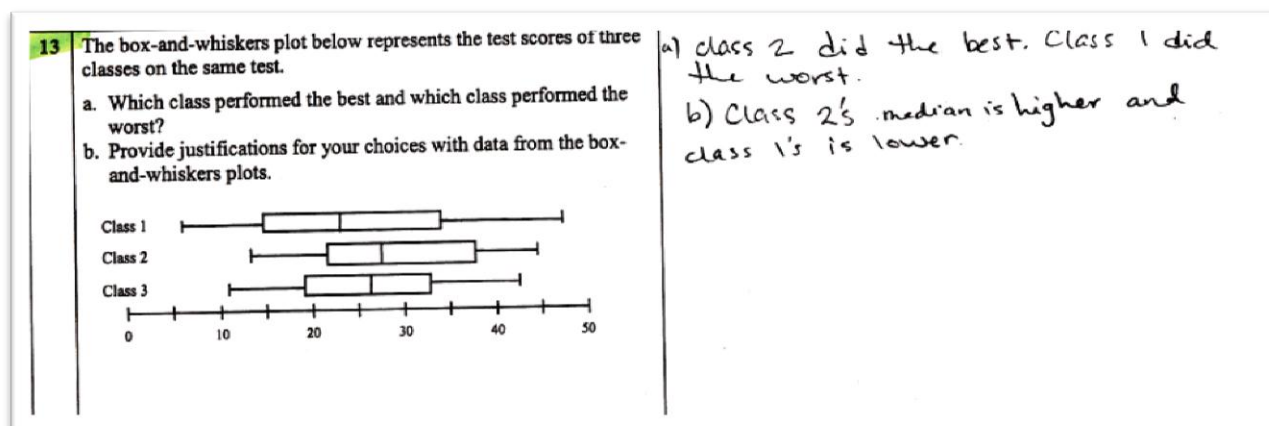 13 The box-and-whiskers plot below represents the test scores of three
classes on the same test.
a. Which class performed the best and which class performed the
worst?
b. Provide justifications for your choices with data from the box-
and-whiskers plots.
Class 1
Class 2
Class 3
0 10 20 30 40 50
a) class 2 did the best. Class 1 did
the worst.
b) Class 2's median is higher and
class 1's is lower.